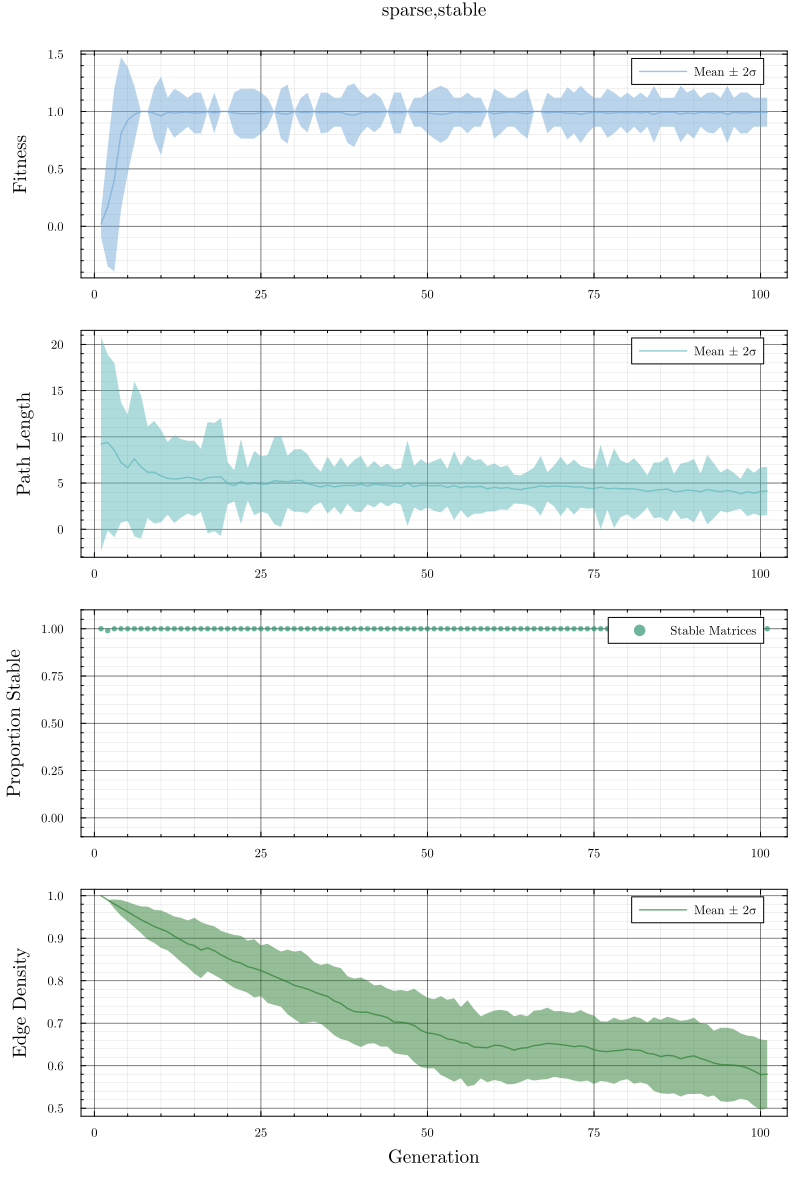 sparse,stable
1.5
1.0
0.5
0.0
Fitness
Mean ± 2σ
0 25 50 75 100
20
15
10
5
0
Path Length
Mean ± 2σ
0 25 50 75 100
1.00
0.75
0.50
0.25
0.00
Proportion Stable
Stable Matrices
0 25 50 75 100
1.0
0.9
0.8
0.7
0.6
0.5
Edge Density
Mean ± 2σ
0 25 50 75 100
Generation